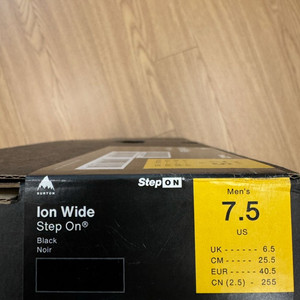 BURTON
Ion Wide
Step On®
Black
Noir
Step ON
Men's
7.5
US
UK ------ 6.5
CM ----- 25.5
EUR ---- 40.5
CN (2.5) - 255